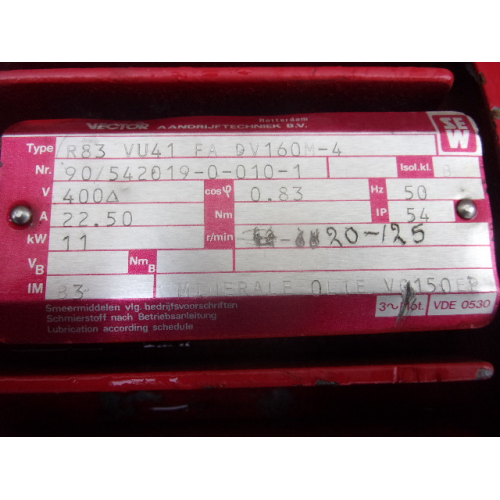 Rotterdam
VECTOR AANDRIJFTECHNIEK B.V.
SEW
Type R83 VU41 FA DV160M-4
Nr. 90/542019-0-010-1 Isol.kl. B
V 400Δ cosφ 0.83 Hz 50
A 22.50 Nm IP 54
kW 11 r/min 20-125
VB NmB
IM B3 MINERALE OLIE VG150EP
Smeermiddelen vlg. bedrijfsvoorschriften
Schmierstoff nach Betriebsanleitung 3~ Mot. VDE 0530
Lubrication according schedule